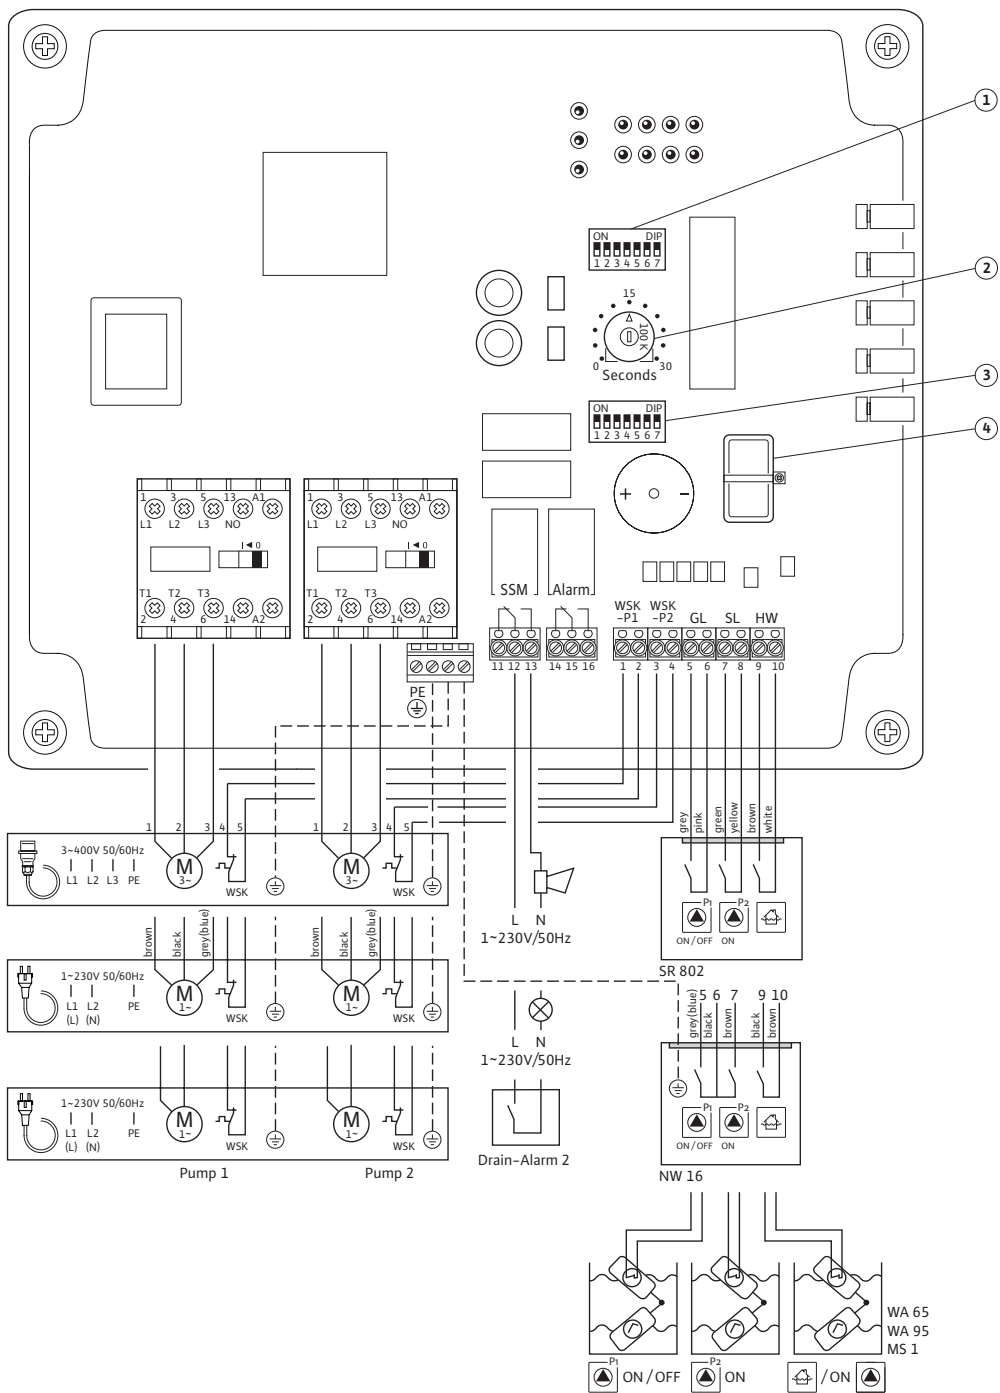 1
ON DIP
1 2 3 4 5 6 7
2
15
100 K
0 30
Seconds
3
ON DIP
1 2 3 4 5 6 7
4
+ −
1 3 5 13 A1
L1 L2 L3 NO
I ◄ 0
T1 T2 T3
2 4 6 14 A2
1 3 5 13 A1
L1 L2 L3 NO
I ◄ 0
T1 T2 T3
2 4 6 14 A2
PE
SSM
11 12 13
Alarm
14 15 16
WSK
-P1
WSK
-P2
GL SL HW
1 2 3 4 5 6 7 8 9 10
1 2 3 4 5
1 2 3 4 5
3~400V 50/60Hz
L1 L2 L3 PE
M
3~
WSK
M
3~
WSK
brown
black
grey(blue)
brown
black
grey(blue)
1~230V 50/60Hz
L1 L2 PE
(L) (N)
M
1~
WSK
M
1~
WSK
1~230V 50/60Hz
L1 L2 PE
(L) (N)
M
1~
WSK
M
1~
WSK
Pump 1
Pump 2
L N
1~230V/50Hz
L N
1~230V/50Hz
Drain-Alarm 2
grey
pink
green
yellow
brown
white
P1
P2
ON/OFF ON
SR 802
5 6 7 9 10
grey(blue)
black
brown
black
brown
P1
P2
ON/OFF ON
NW 16
WA 65
WA 95
MS 1
P1 ON/OFF
P2 ON
/ON